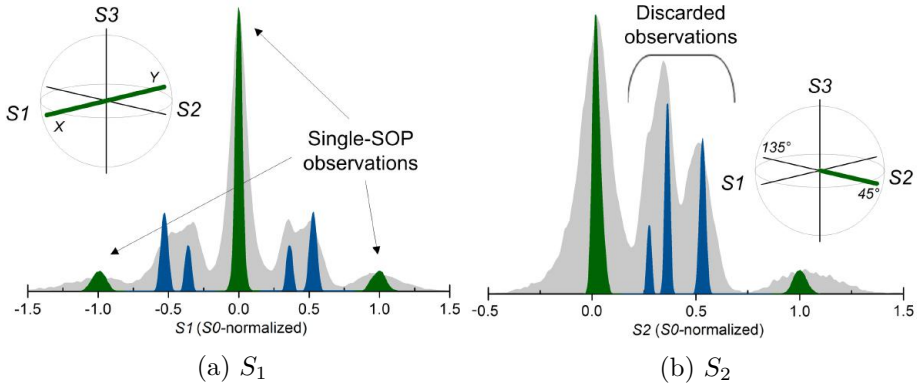 S3
Y
S1
S2
X
Single-SOP
observations
-1.5 -1.0 -0.5 0.0 0.5 1.0 1.5
S1 (S0-normalized)
(a) S₁
Discarded
observations
S3
135°
S1
S2
45°
-0.5 0.0 0.5 1.0 1.5
S2 (S0-normalized)
(b) S₂